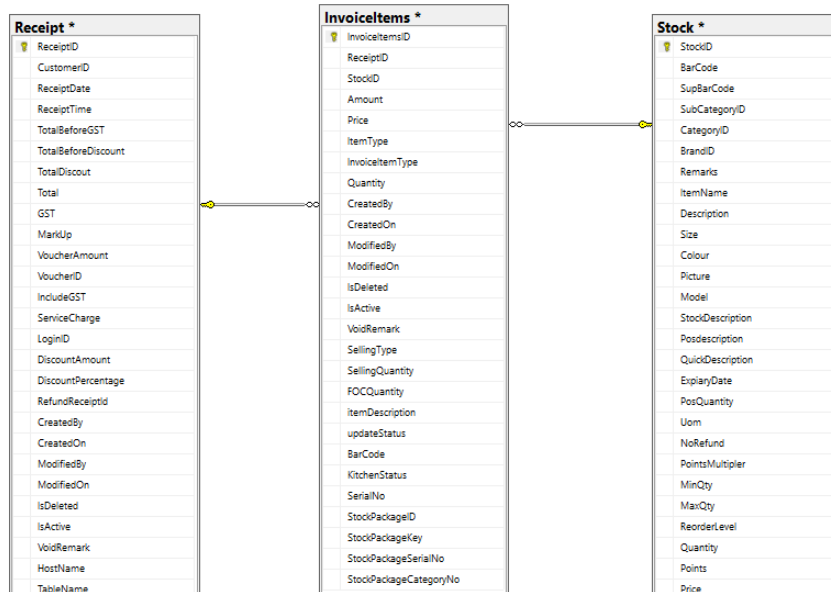 Receipt *
ReceiptID
CustomerID
ReceiptDate
ReceiptTime
TotalBeforeGST
TotalBeforeDiscount
TotalDiscout
Total
GST
MarkUp
VoucherAmount
VoucherID
IncludeGST
ServiceCharge
LoginID
DiscountAmount
DiscountPercentage
RefundReceiptId
CreatedBy
CreatedOn
ModifiedBy
ModifiedOn
IsDeleted
IsActive
VoidRemark
HostName
TableName
InvoiceItems *
InvoiceItemsID
ReceiptID
StockID
Amount
Price
ItemType
InvoiceItemType
Quantity
CreatedBy
CreatedOn
ModifiedBy
ModifiedOn
IsDeleted
IsActive
VoidRemark
SellingType
SellingQuantity
FOCQuantity
itemDescription
updateStatus
BarCode
KitchenStatus
SerialNo
StockPackageID
StockPackageKey
StockPackageSerialNo
StockPackageCategoryNo
Stock *
StockID
BarCode
SupBarCode
SubCategoryID
CategoryID
BrandID
Remarks
ItemName
Description
Size
Colour
Picture
Model
StockDescription
Posdescription
QuickDescription
ExpiaryDate
PosQuantity
Uom
NoRefund
PointsMultipler
MinQty
MaxQty
ReorderLevel
Quantity
Points
Price